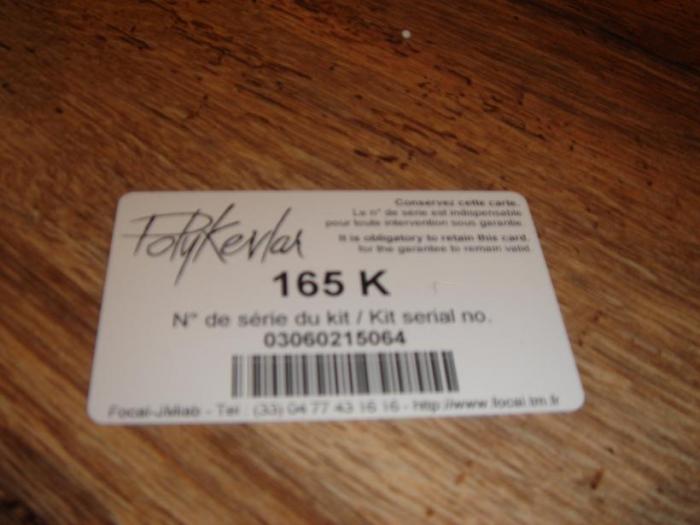 PolyKevlar
Conservez cette carte.
Le n° de série est indispensable
pour toute intervention sous garantie.
It is obligatory to retain this card.
for the garantee to remain valid.
165 K
N° de série du kit / Kit serial no.
03060215064
Focal-JMlab - Tel : (33) 04 77 43 16 16 - http://www.focal.tm.fr